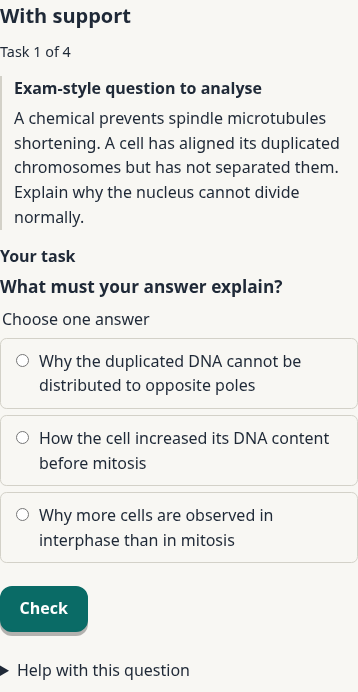 With support
Task 1 of 4
Exam-style question to analyse
A chemical prevents spindle microtubules
shortening. A cell has aligned its duplicated
chromosomes but has not separated them.
Explain why the nucleus cannot divide
normally.
Your task
What must your answer explain?
Choose one answer
Why the duplicated DNA cannot be
distributed to opposite poles
How the cell increased its DNA content
before mitosis
Why more cells are observed in
interphase than in mitosis
Check
Help with this question